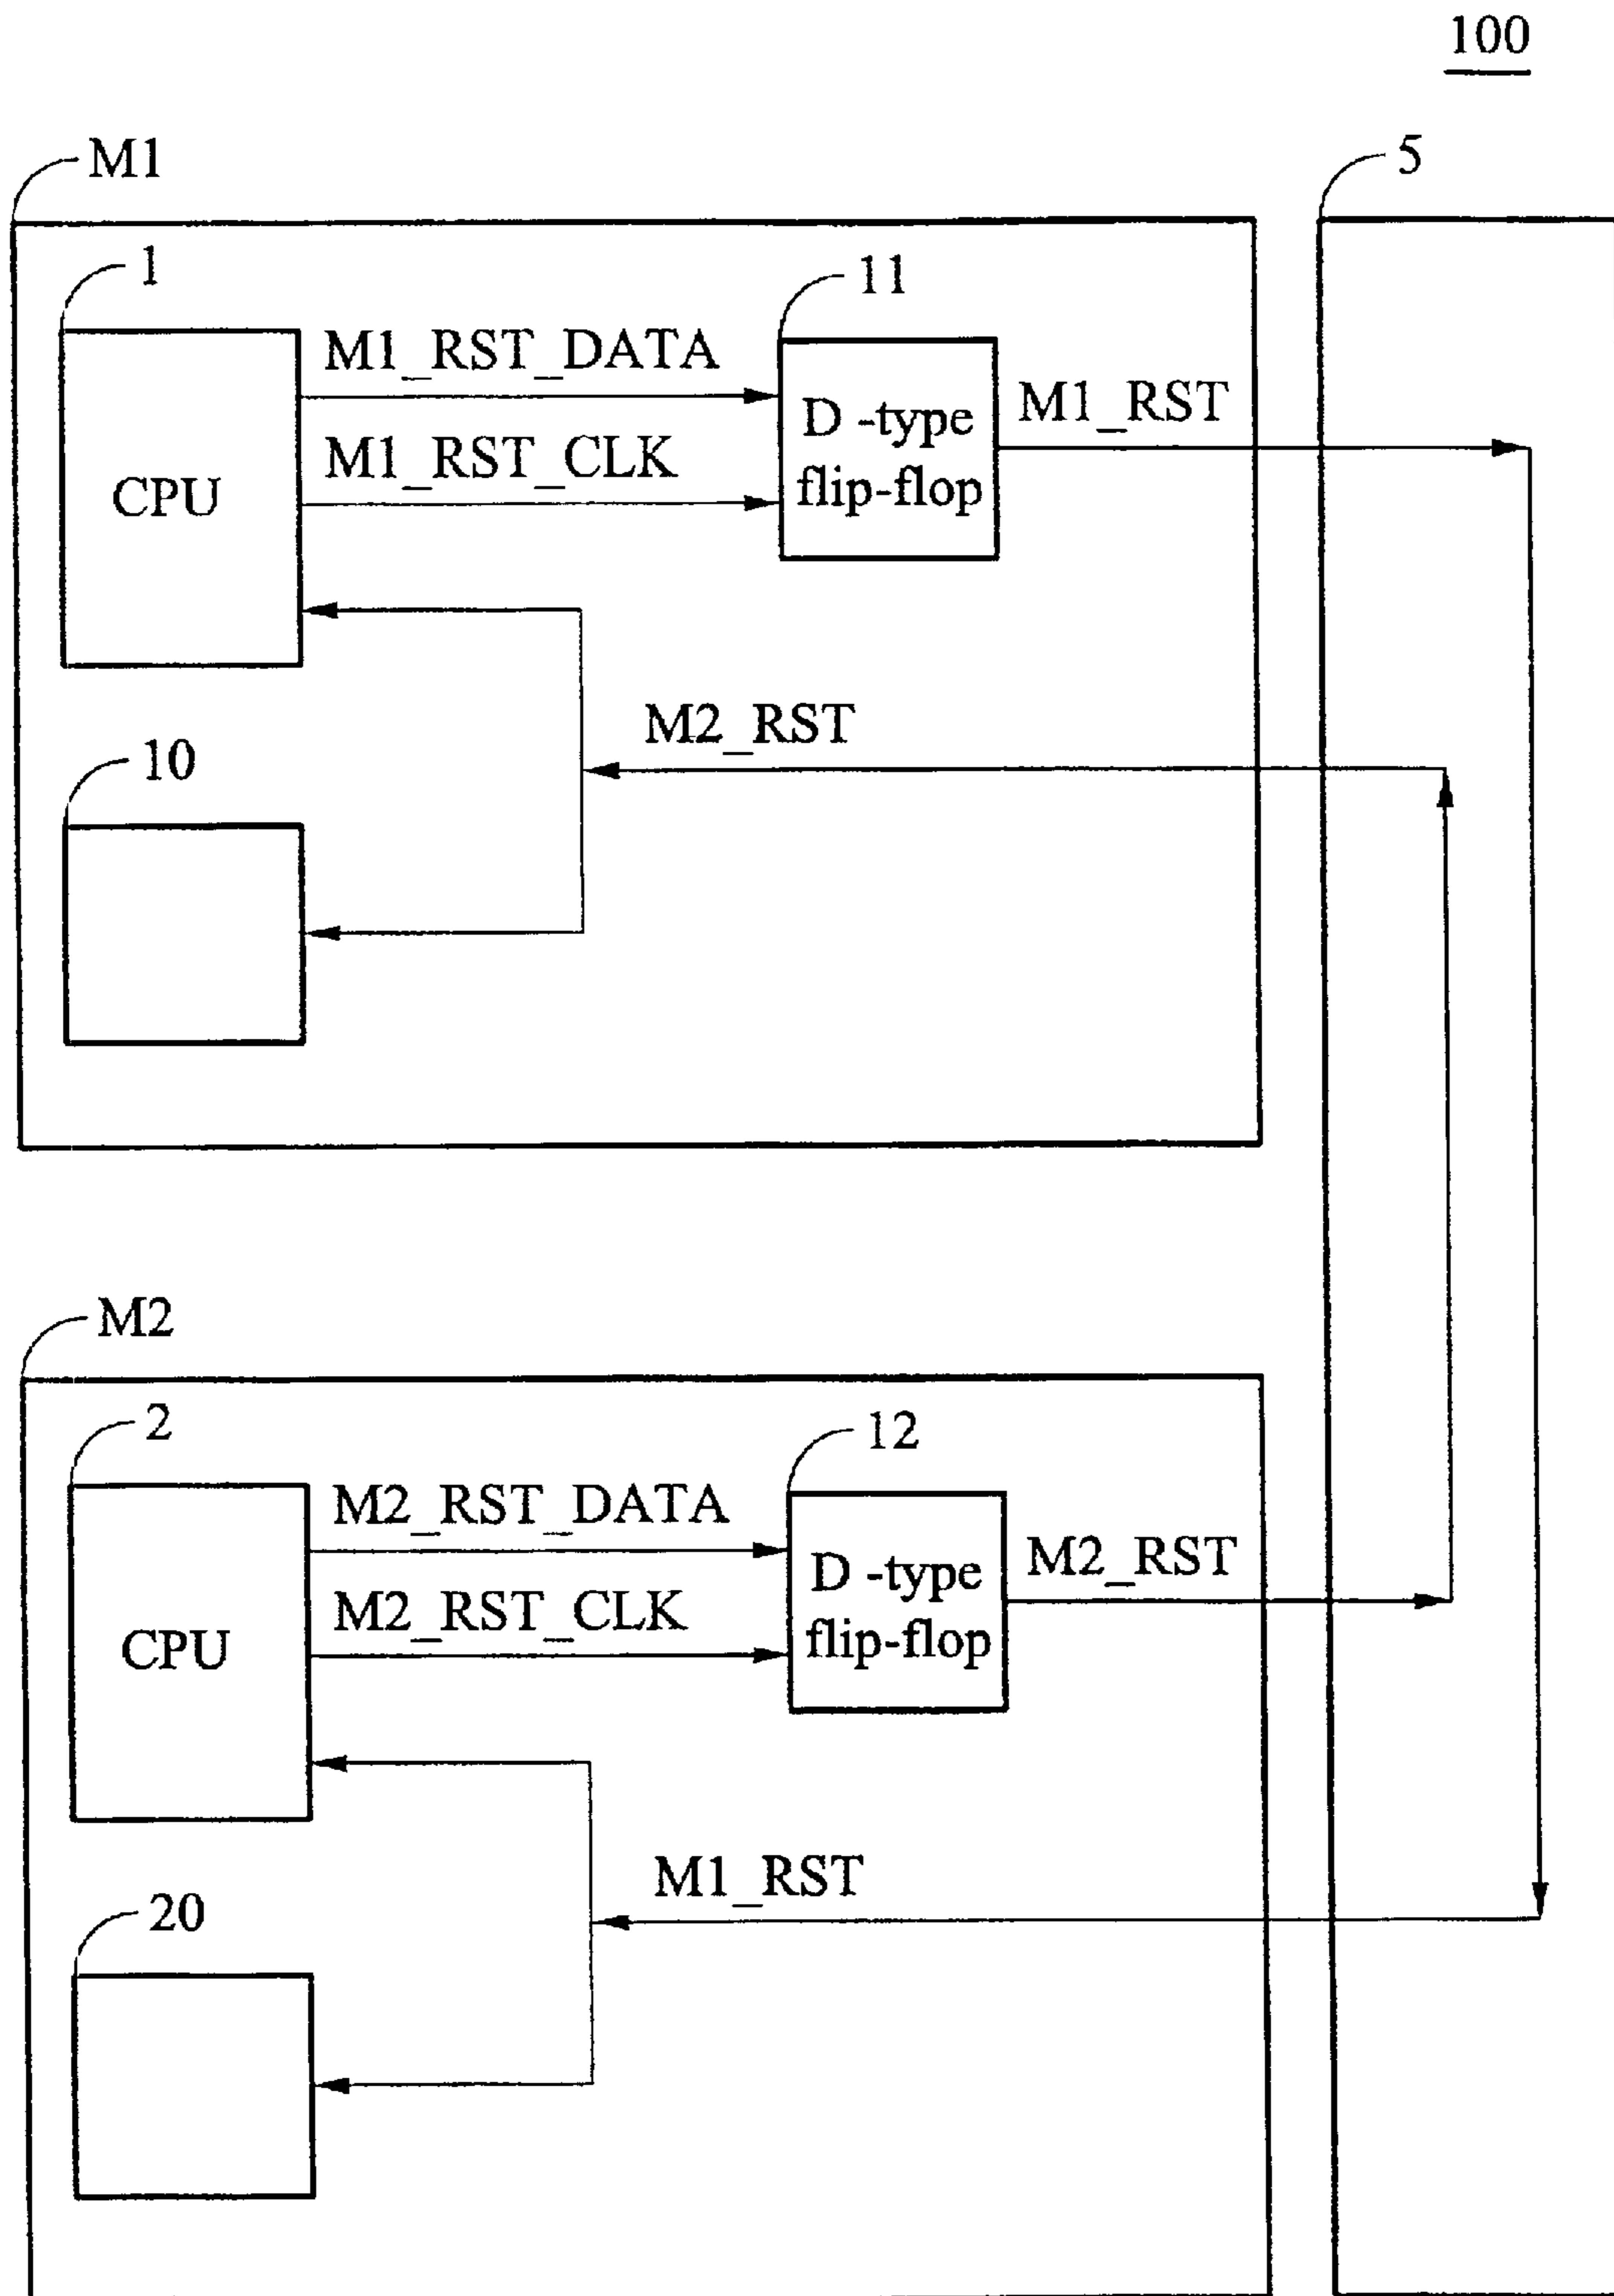 100
M1
5
1
11
M1_RST_DATA
D -type
flip-flop
M1_RST
M1_RST_CLK
CPU
M2_RST
10
M2
2
12
M2_RST_DATA
D -type
flip-flop
M2_RST
M2_RST_CLK
CPU
M1_RST
20